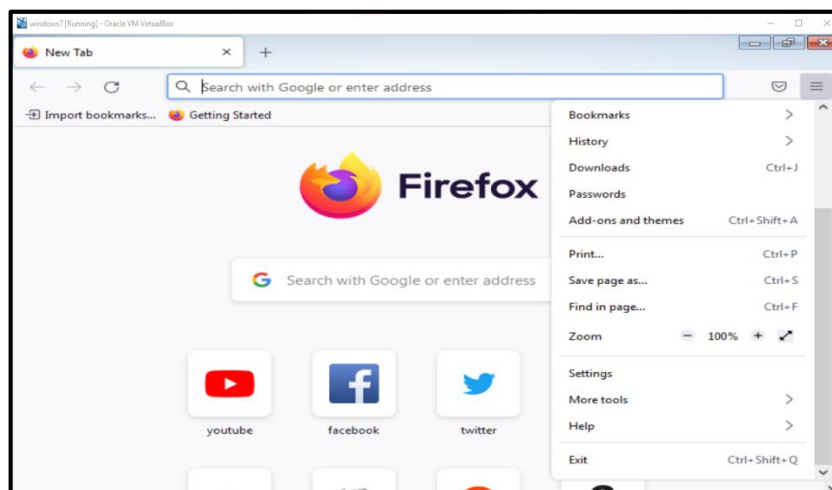 windows7 [Running] - Oracle VM VirtualBox
New Tab
Search with Google or enter address
Import bookmarks...
Getting Started
Firefox
Search with Google or enter address
youtube
facebook
twitter
Bookmarks
History
Downloads Ctrl+J
Passwords
Add-ons and themes Ctrl+Shift+A
Print... Ctrl+P
Save page as... Ctrl+S
Find in page... Ctrl+F
Zoom − 100% +
Settings
More tools
Help
Exit Ctrl+Shift+Q